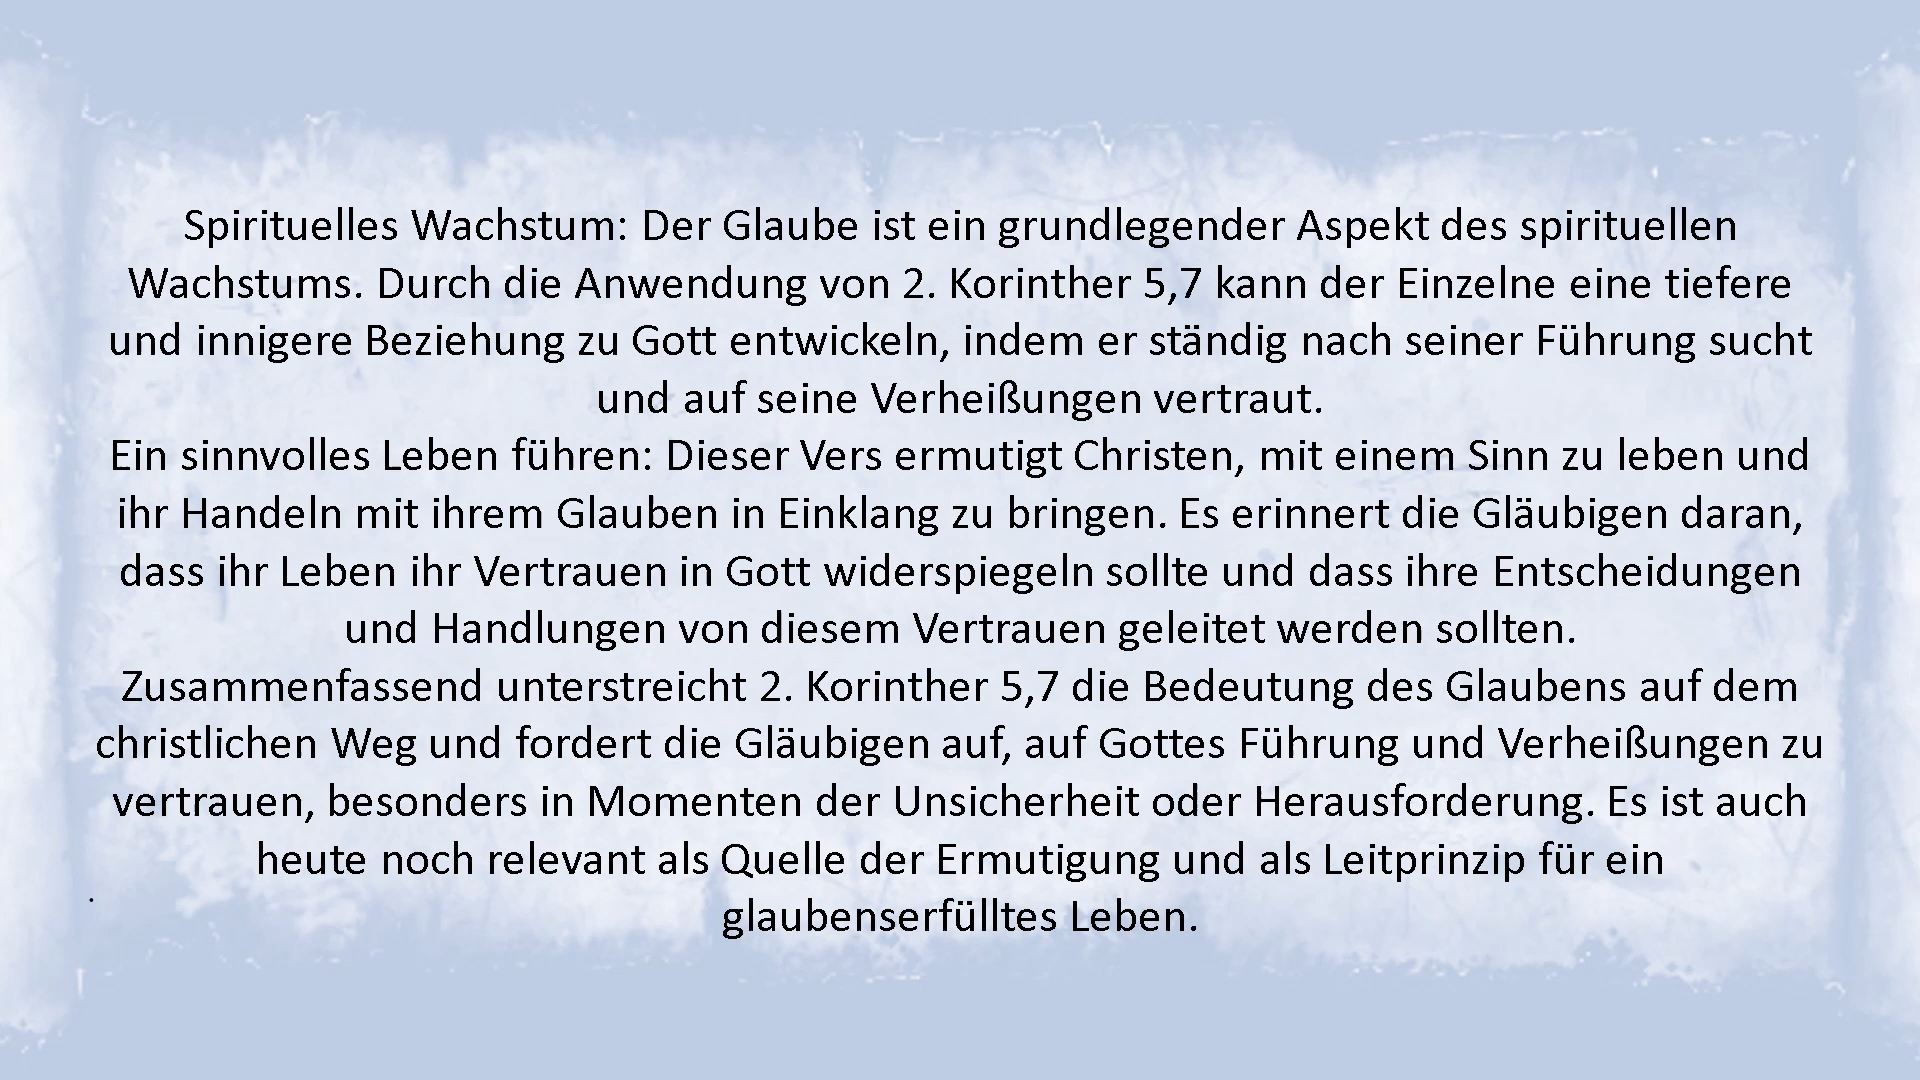 Spirituelles Wachstum: Der Glaube ist ein grundlegender Aspekt des spirituellen
Wachstums. Durch die Anwendung von 2. Korinther 5,7 kann der Einzelne eine tiefere
und innigere Beziehung zu Gott entwickeln, indem er ständig nach seiner Führung sucht
und auf seine Verheißungen vertraut.
Ein sinnvolles Leben führen: Dieser Vers ermutigt Christen, mit einem Sinn zu leben und
ihr Handeln mit ihrem Glauben in Einklang zu bringen. Es erinnert die Gläubigen daran,
dass ihr Leben ihr Vertrauen in Gott widerspiegeln sollte und dass ihre Entscheidungen
und Handlungen von diesem Vertrauen geleitet werden sollten.
Zusammenfassend unterstreicht 2. Korinther 5,7 die Bedeutung des Glaubens auf dem
christlichen Weg und fordert die Gläubigen auf, auf Gottes Führung und Verheißungen zu
vertrauen, besonders in Momenten der Unsicherheit oder Herausforderung. Es ist auch
heute noch relevant als Quelle der Ermutigung und als Leitprinzip für ein
.
glaubenserfülltes Leben.